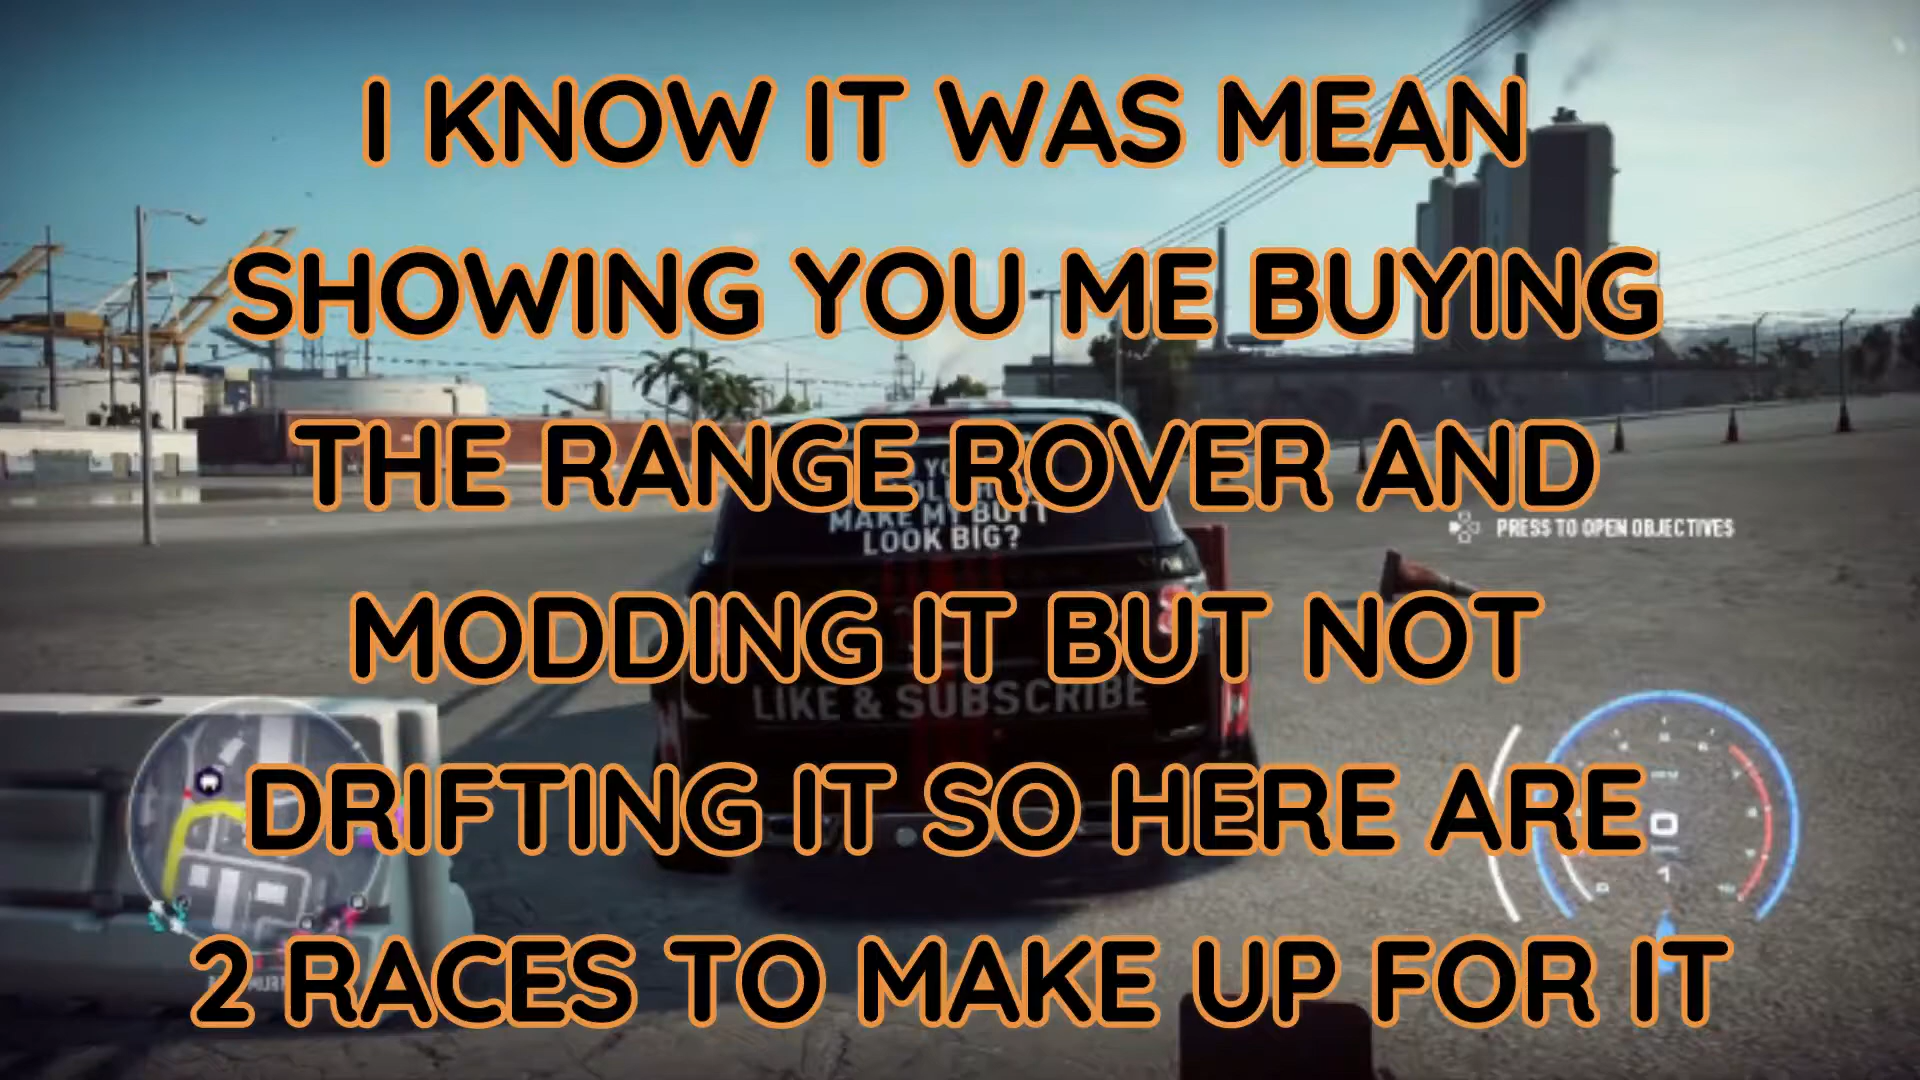 I KNOW IT WAS MEAN
SHOWING YOU ME BUYING
THE RANGE ROVER AND
MAKE MY BUTT
LOOK BIG?
PRESS TO OPEN OBJECTIVES
MODDING IT BUT NOT
LIKE & SUBSCRIBE
DRIFTING IT SO HERE ARE
2 RACES TO MAKE UP FOR IT